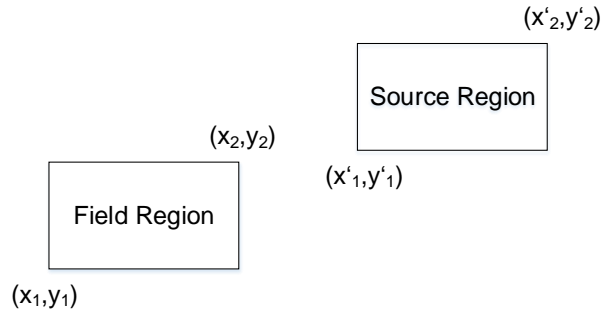 (x‘₂,y‘₂)
Source Region
(x₂,y₂)
(x‘₁,y‘₁)
Field Region
(x₁,y₁)